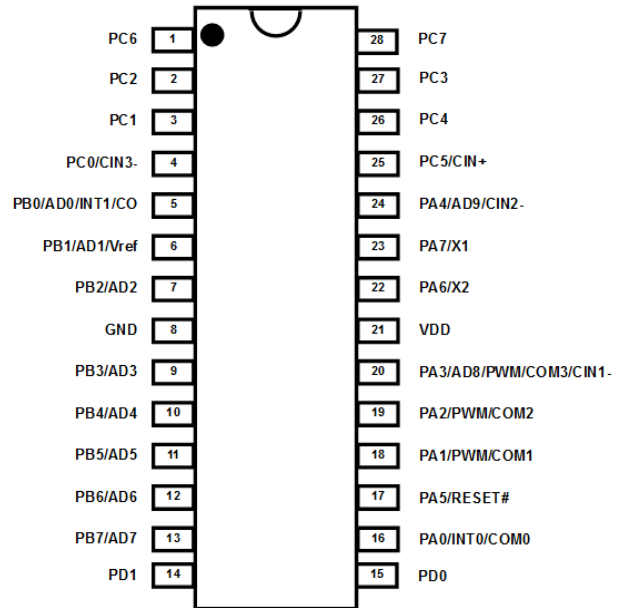 PC6 1 28 PC7
PC2 2 27 PC3
PC1 3 26 PC4
PC0/CIN3- 4 25 PC5/CIN+
PB0/AD0/INT1/CO 5 24 PA4/AD9/CIN2-
PB1/AD1/Vref 6 23 PA7/X1
PB2/AD2 7 22 PA6/X2
GND 8 21 VDD
PB3/AD3 9 20 PA3/AD8/PWM/COM3/CIN1-
PB4/AD4 10 19 PA2/PWM/COM2
PB5/AD5 11 18 PA1/PWM/COM1
PB6/AD6 12 17 PA5/RESET#
PB7/AD7 13 16 PA0/INT0/COM0
PD1 14 15 PD0